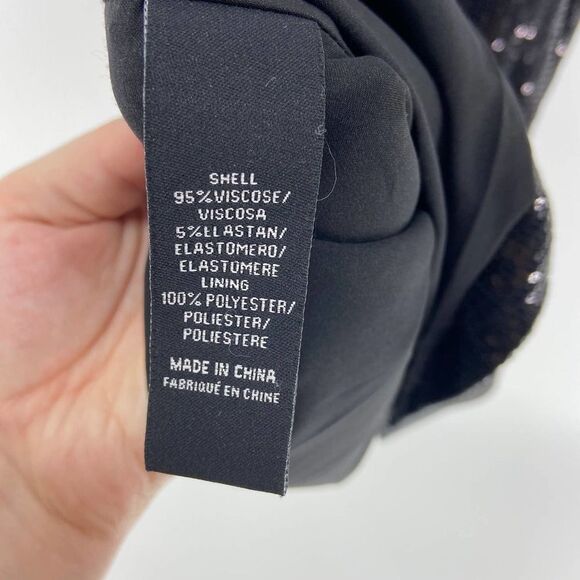 SHELL
95%VISCOSE/
VISCOSA
5%ELASTAN/
ELASTOMERO/
ELASTOMERE
LINING
100% POLYESTER/
POLIESTER/
POLIESTERE
MADE IN CHINA
FABRIQUÉ EN CHINE